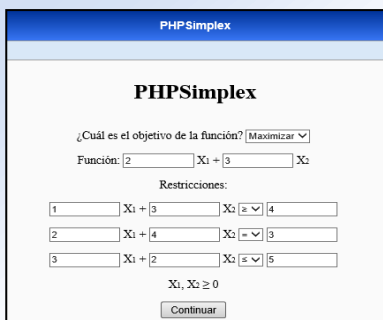 PHPSimplex
PHPSimplex
¿Cuál es el objetivo de la función? Maximizar
Función: 2 X1 + 3 X2
Restricciones:
1 X1 + 3 X2 ≥ 4
2 X1 + 4 X2 = 3
3 X1 + 2 X2 ≤ 5
X1, X2 ≥ 0
Continuar